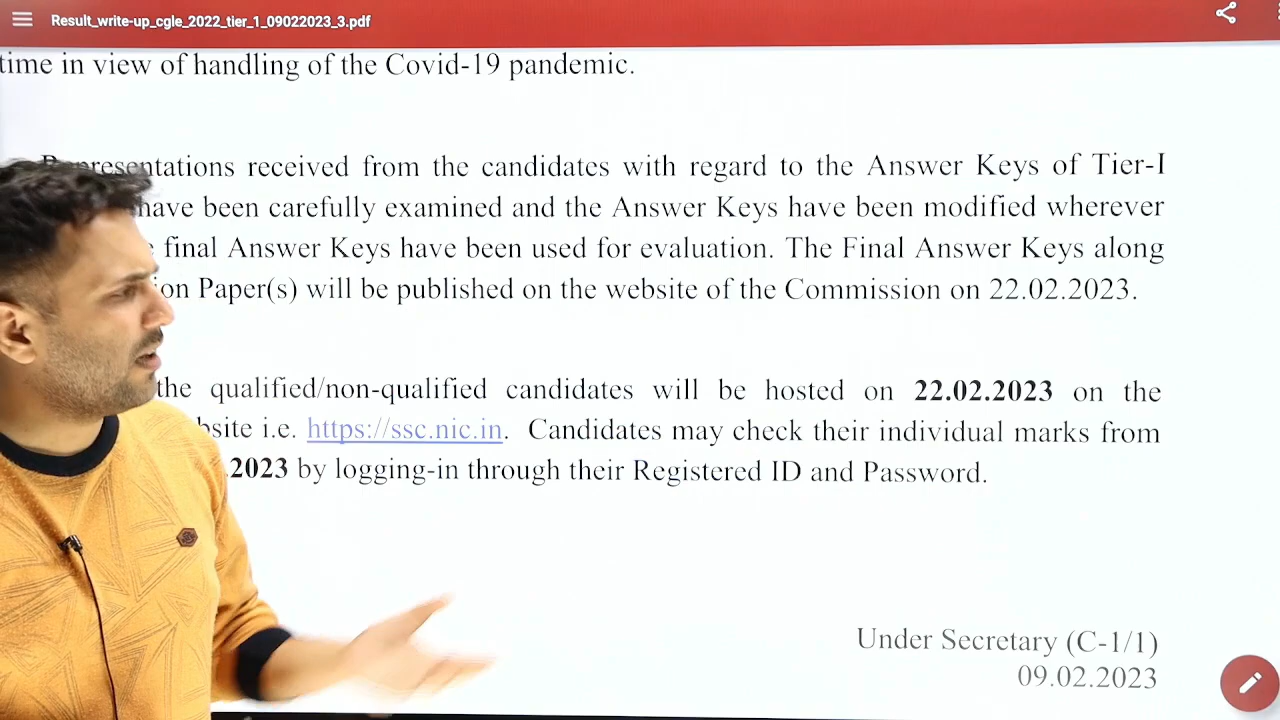 Result_write-up_cgle_2022_tier_1_09022023_3.pdf
time in view of handling of the Covid-19 pandemic.
Representations received from the candidates with regard to the Answer Keys of Tier-I
have been carefully examined and the Answer Keys have been modified wherever
final Answer Keys have been used for evaluation. The Final Answer Keys along
Paper(s) will be published on the website of the Commission on 22.02.2023.
the qualified/non-qualified candidates will be hosted on 22.02.2023 on the
i.e. https://ssc.nic.in. Candidates may check their individual marks from
.2023 by logging-in through their Registered ID and Password.
Under Secretary (C-1/1)
09.02.2023